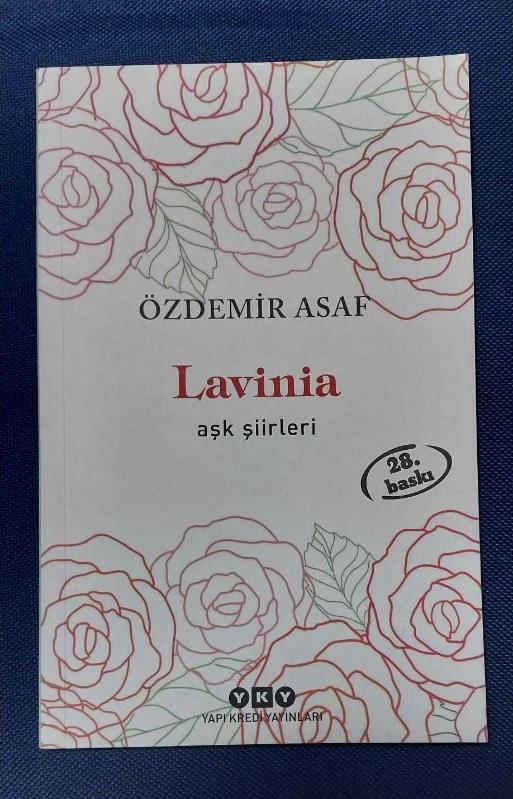 ÖZDEMİR ASAF
Lavinia
aşk şiirleri
28.
baskı
YKY
YAPI KREDİ YAYINLARI